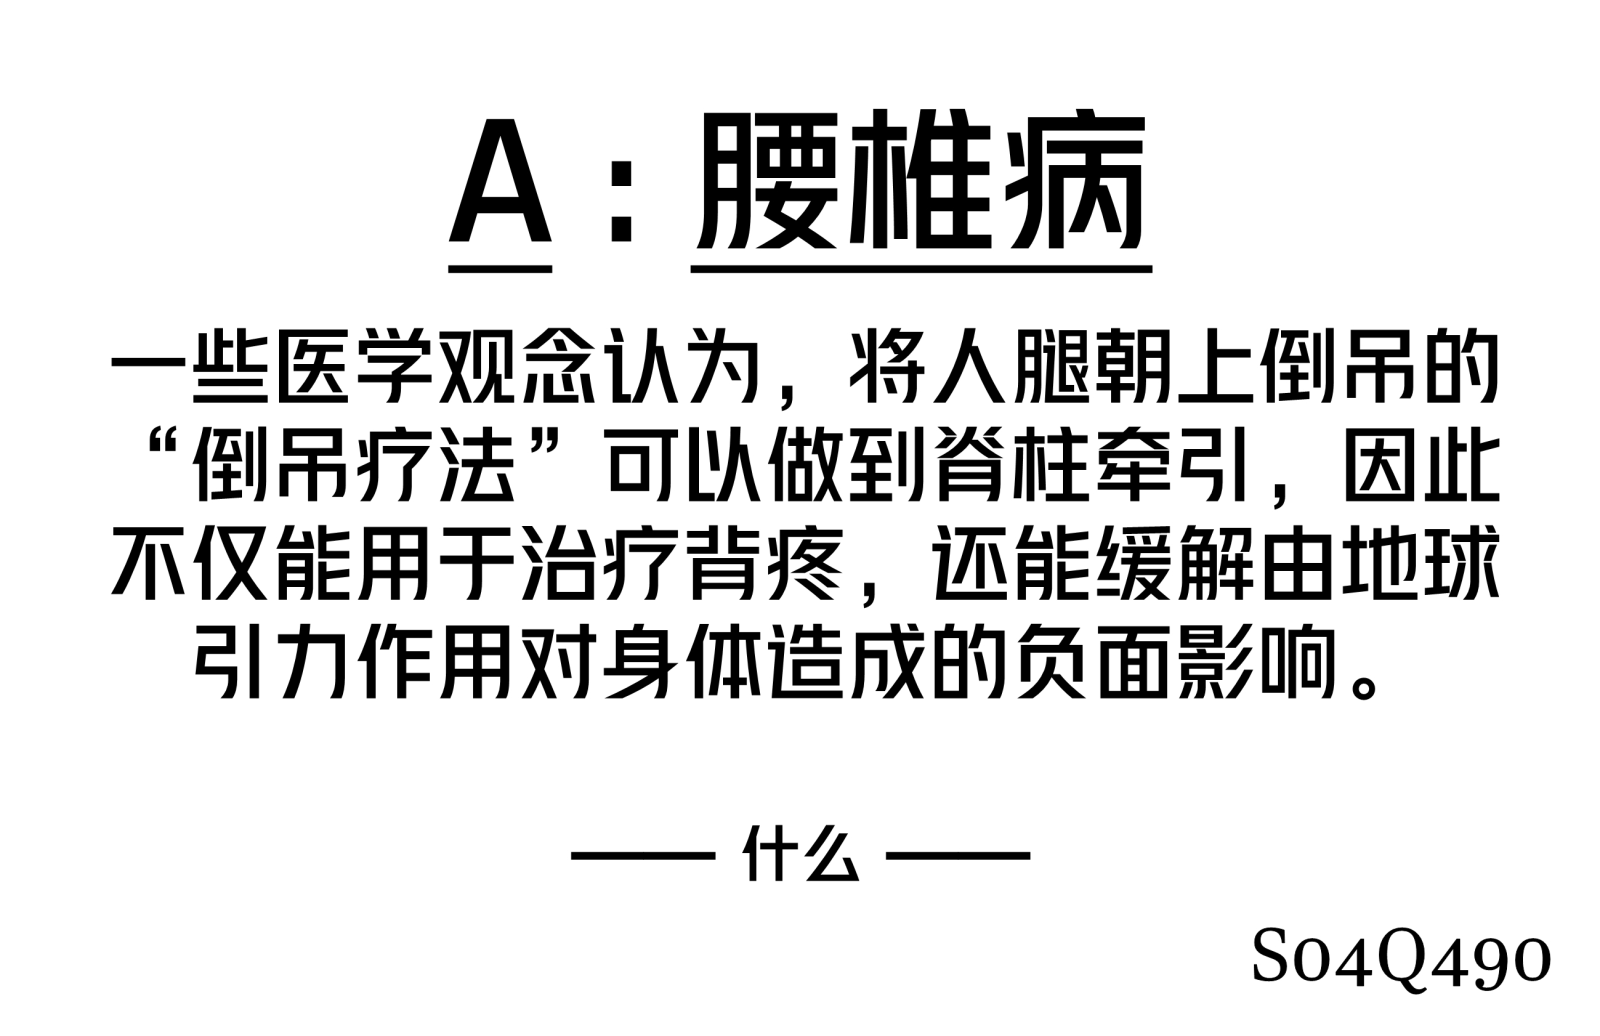 A：腰椎病
一些医学观念认为，将人腿朝上倒吊的
“倒吊疗法”可以做到脊柱牵引，因此
不仅能用于治疗背疼，还能缓解由地球
引力作用对身体造成的负面影响。
—— 什么 ——
S04Q490